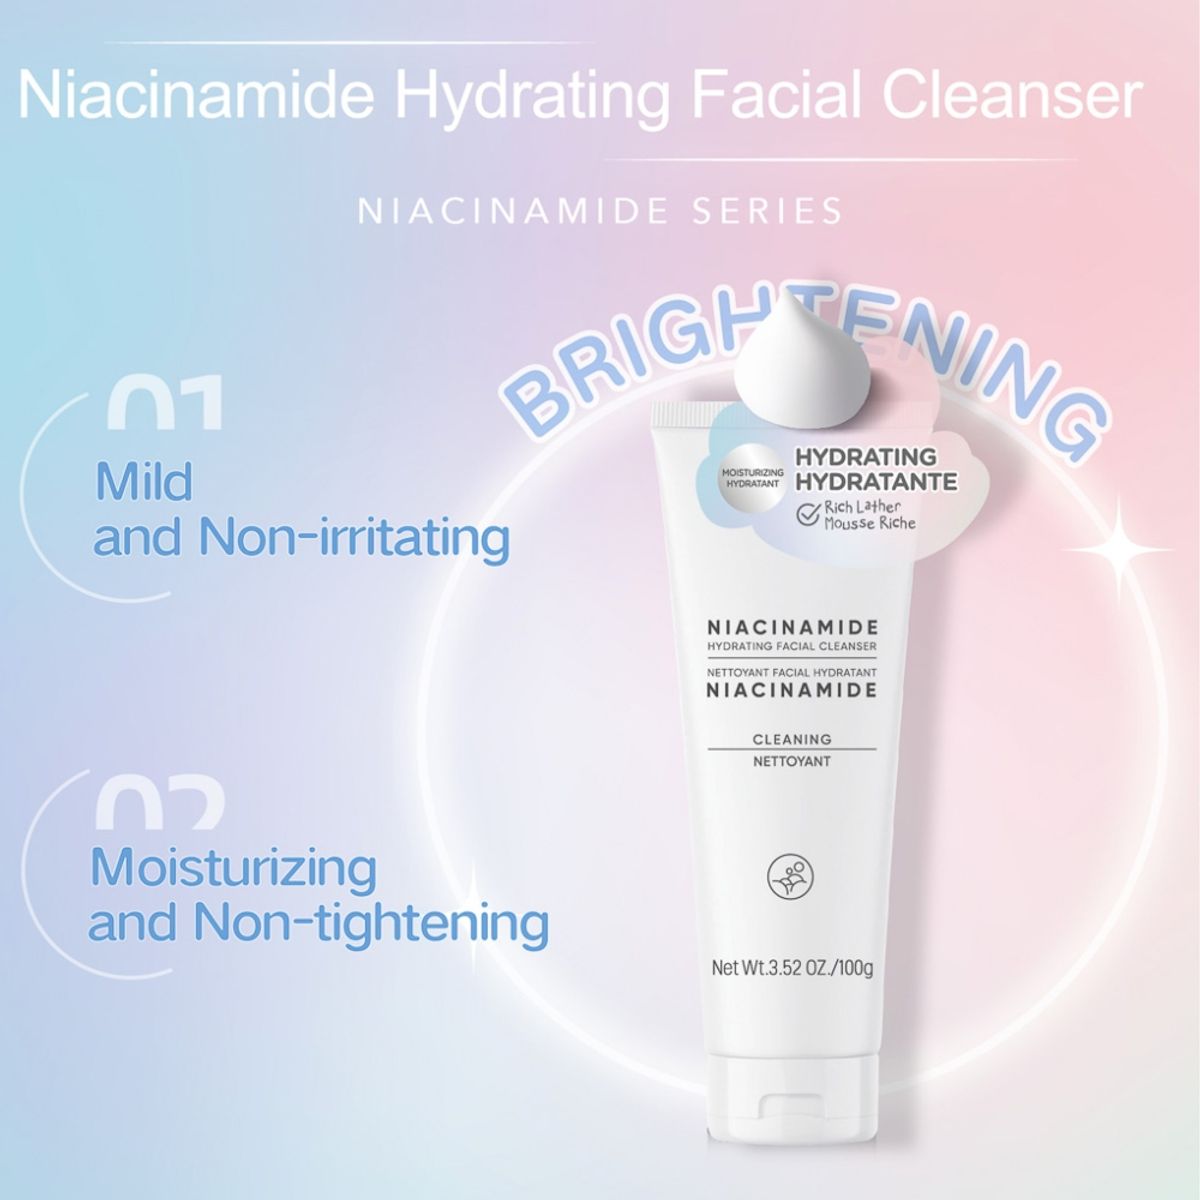 Niacinamide Hydrating Facial Cleanser
NIACINAMIDE SERIES
BRIGHTENING
01
Mild
and Non-irritating
02
Moisturizing
and Non-tightening
MOISTURIZING
HYDRATANT
HYDRATING
HYDRATANTE
Rich Lather
Mousse Riche
NIACINAMIDE
HYDRATING FACIAL CLEANSER
NETTOYANT FACIAL HYDRATANT
NIACINAMIDE
CLEANING
NETTOYANT
Net Wt.3.52 OZ./100g